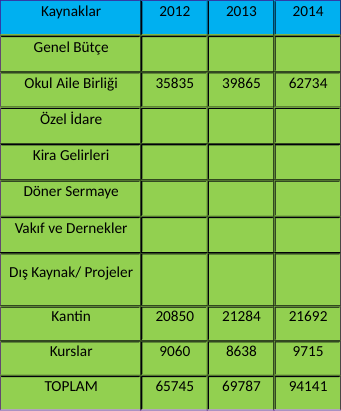 Kaynaklar 2012 2013 2014
Genel Bütçe
Okul Aile Birliği 35835 39865 62734
Özel İdare
Kira Gelirleri
Döner Sermaye
Vakıf ve Dernekler
Dış Kaynak/ Projeler
Kantin 20850 21284 21692
Kurslar 9060 8638 9715
TOPLAM 65745 69787 94141